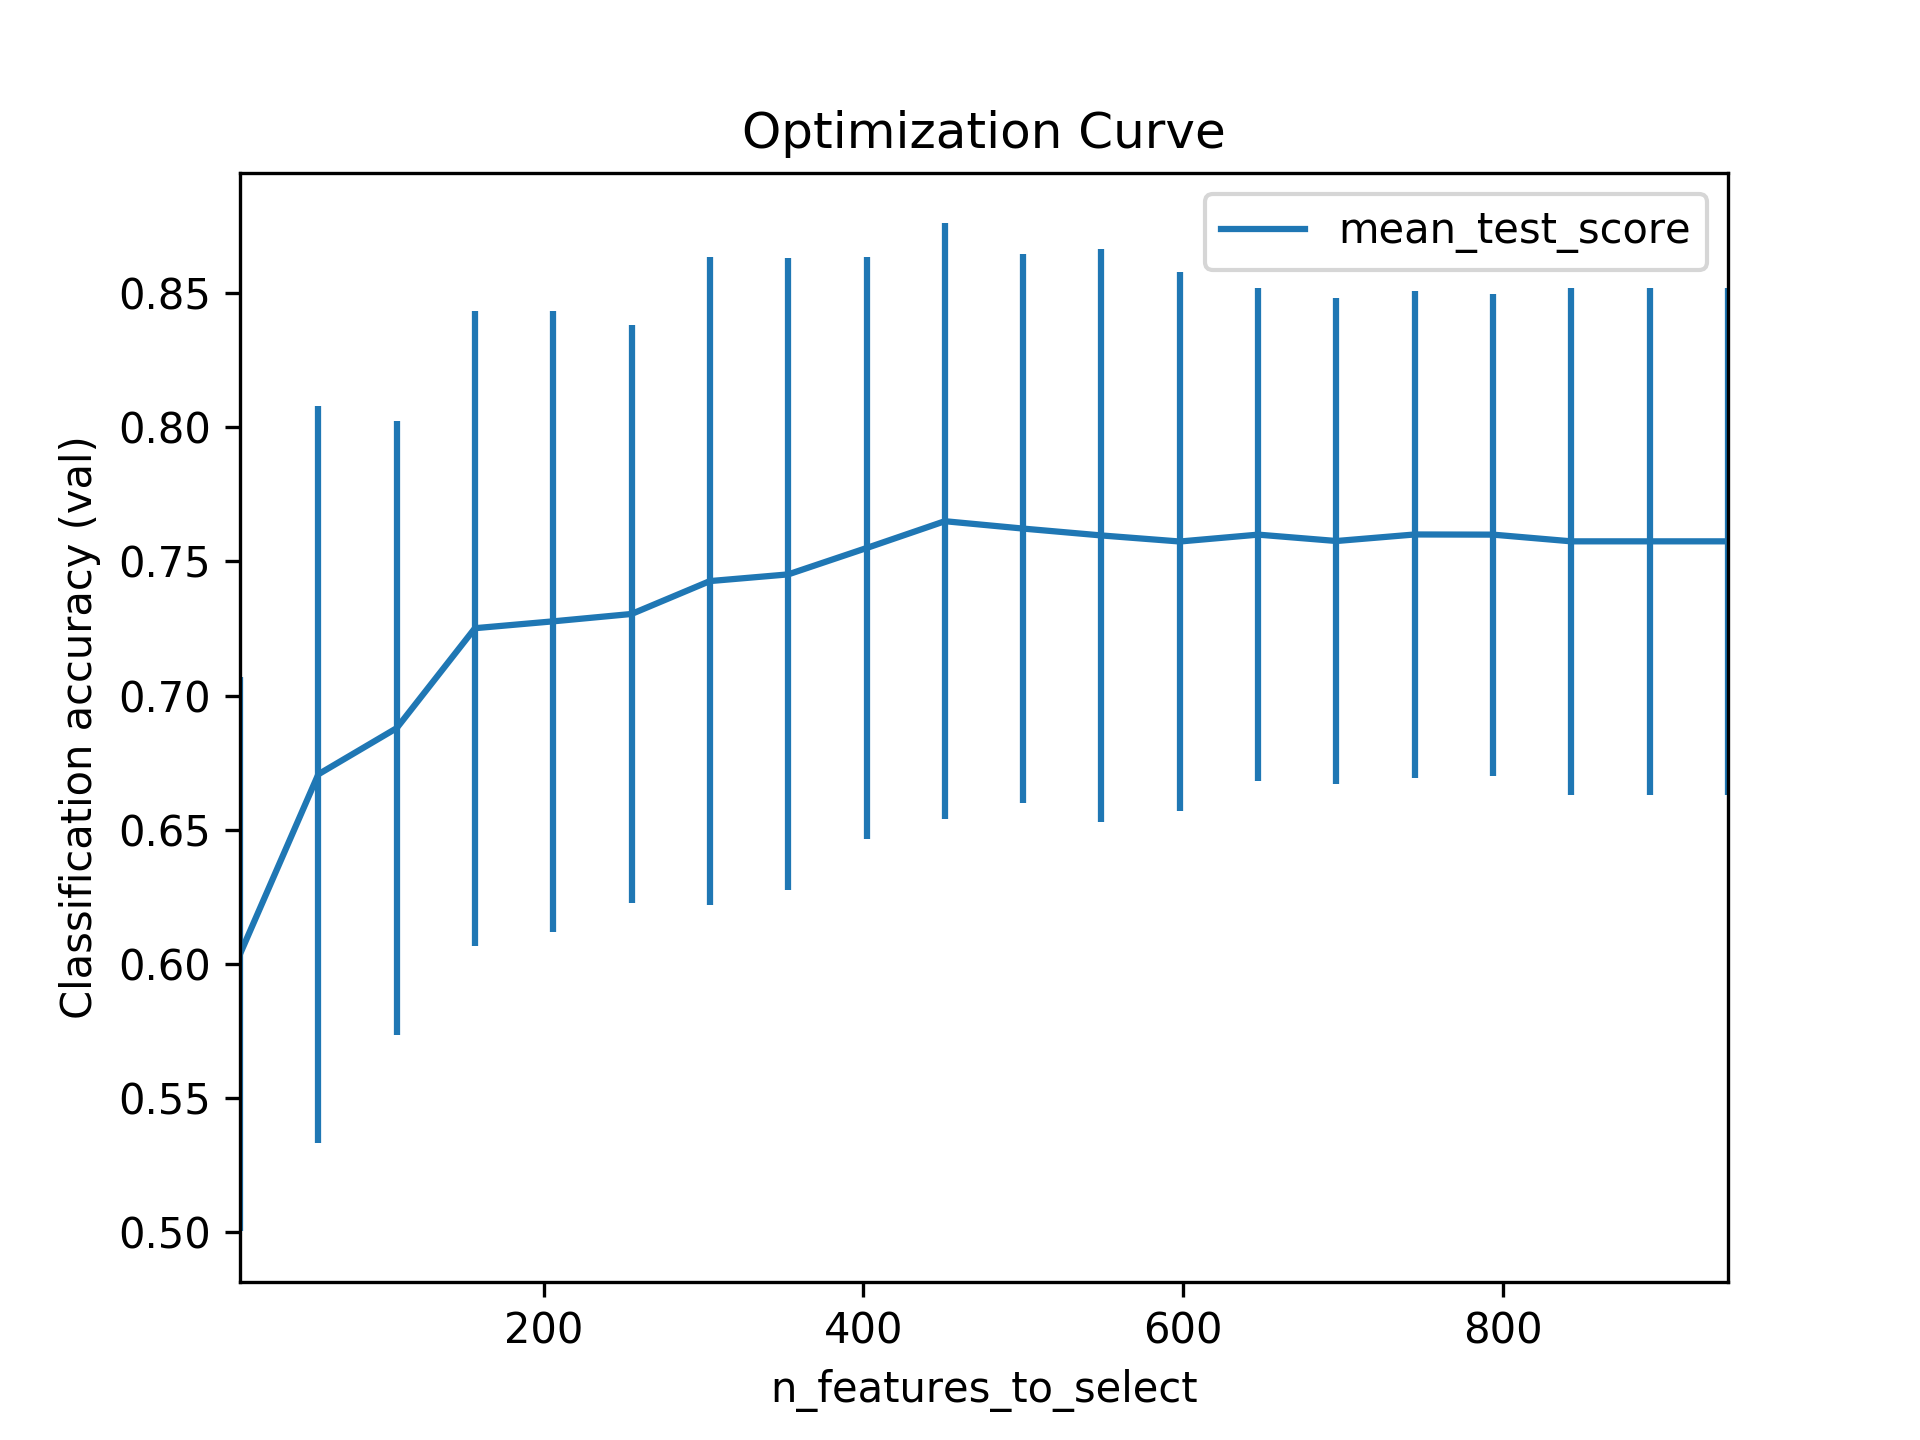 Optimization Curve
mean_test_score
Classification accuracy (val)
0.85
0.80
0.75
0.70
0.65
0.60
0.55
0.50
200 400 600 800
n_features_to_select